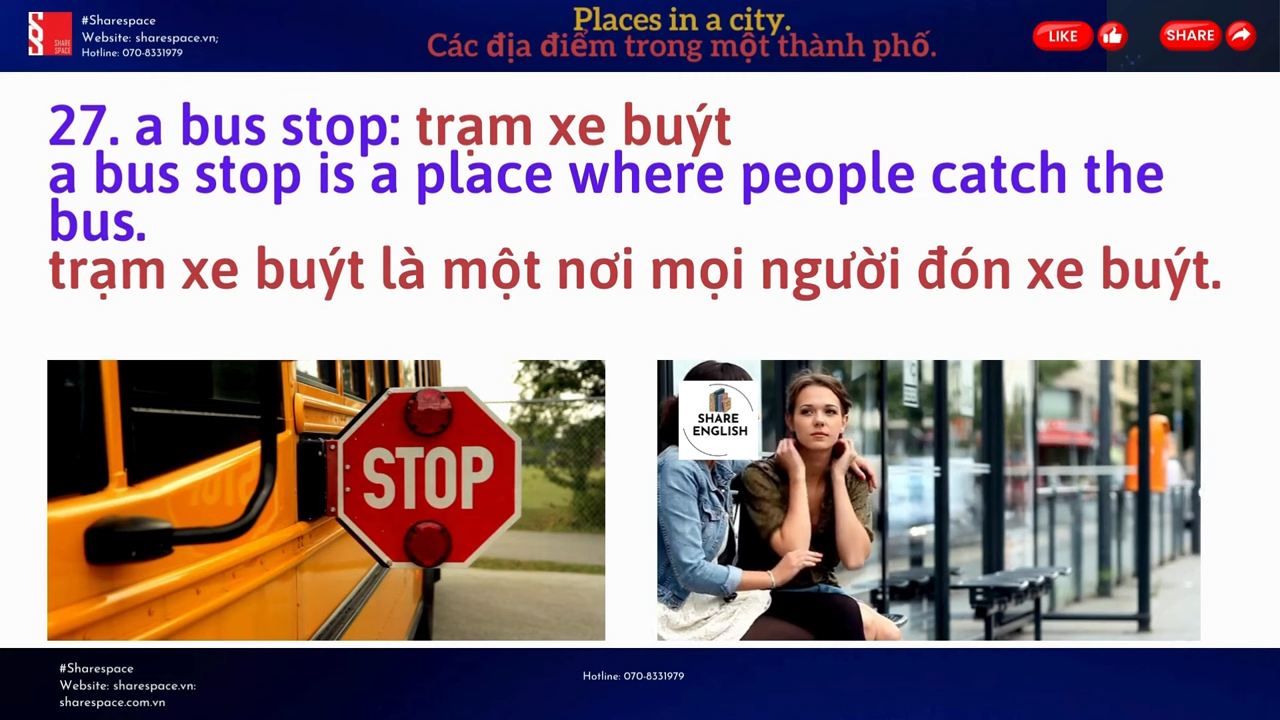 SHARE
SPACE
#Sharespace
Website: sharespace.vn;
Hotline: 070-8331979
Places in a city.
Các địa điểm trong một thành phố.
LIKE
SHARE
27. a bus stop: trạm xe buýt
a bus stop is a place where people catch the
bus.
trạm xe buýt là một nơi mọi người đón xe buýt.
STOP
SHARE
ENGLISH
#Sharespace
Website: sharespace.vn:
sharespace.com.vn
Hotline: 070-8331979